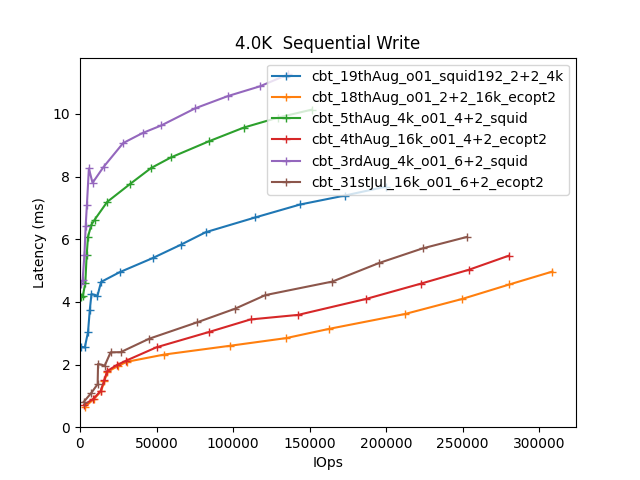 4.0K  Sequential Write
cbt_19thAug_o01_squid192_2+2_4k
cbt_18thAug_o01_2+2_16k_ecopt2
cbt_5thAug_4k_o01_4+2_squid
cbt_4thAug_16k_o01_4+2_ecopt2
cbt_3rdAug_4k_o01_6+2_squid
cbt_31stJul_16k_o01_6+2_ecopt2
Latency (ms)
10
8
6
4
2
0
0 50000 100000 150000 200000 250000 300000
IOps